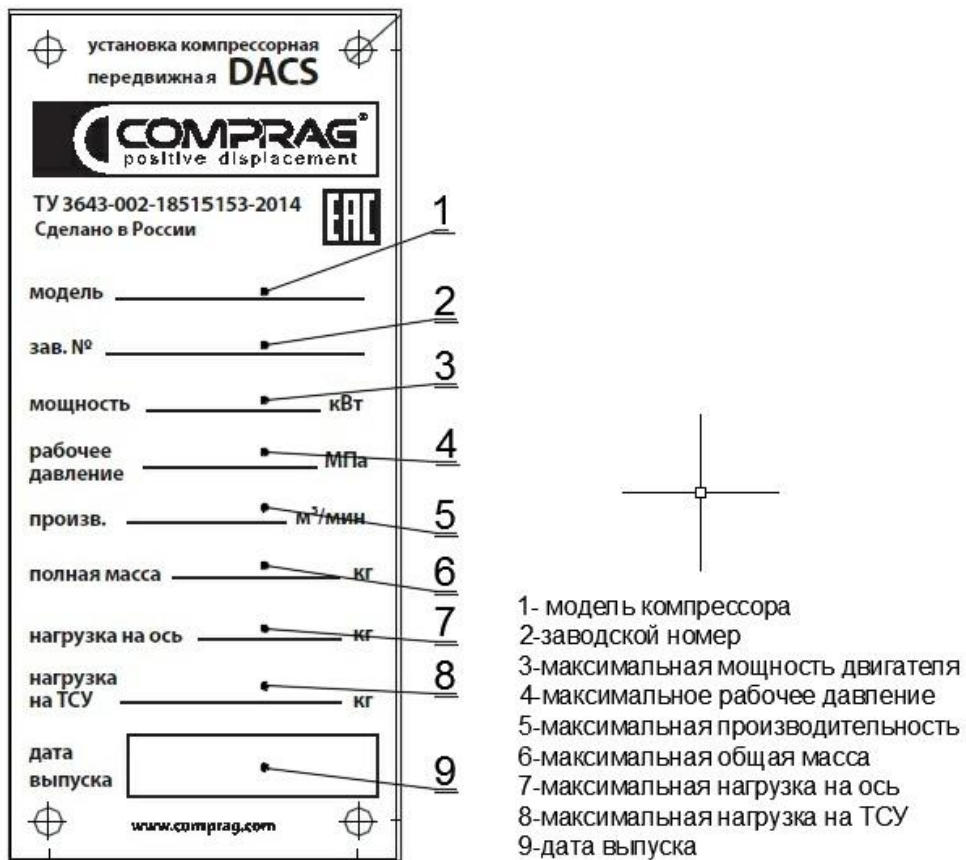 установка компрессорная
передвижная DACS
COMPRAG®
positive displacement
ТУ 3643-002-18515153-2014
Сделано в России
EAC
1
модель
2
зав. №
3
мощность кВт
4
рабочее
давление МПа
5
произв. м³/мин
6
полная масса кг
7
нагрузка на ось кг
8
нагрузка
на ТСУ кг
9
дата
выпуска
www.comprag.com
1- модель компрессора
2-заводской номер
3-максимальная мощность двигателя
4-максимальное рабочее давление
5-максимальная производительность
6-максимальная общая масса
7-максимальная нагрузка на ось
8-максимальная нагрузка на ТСУ
9-дата выпуска